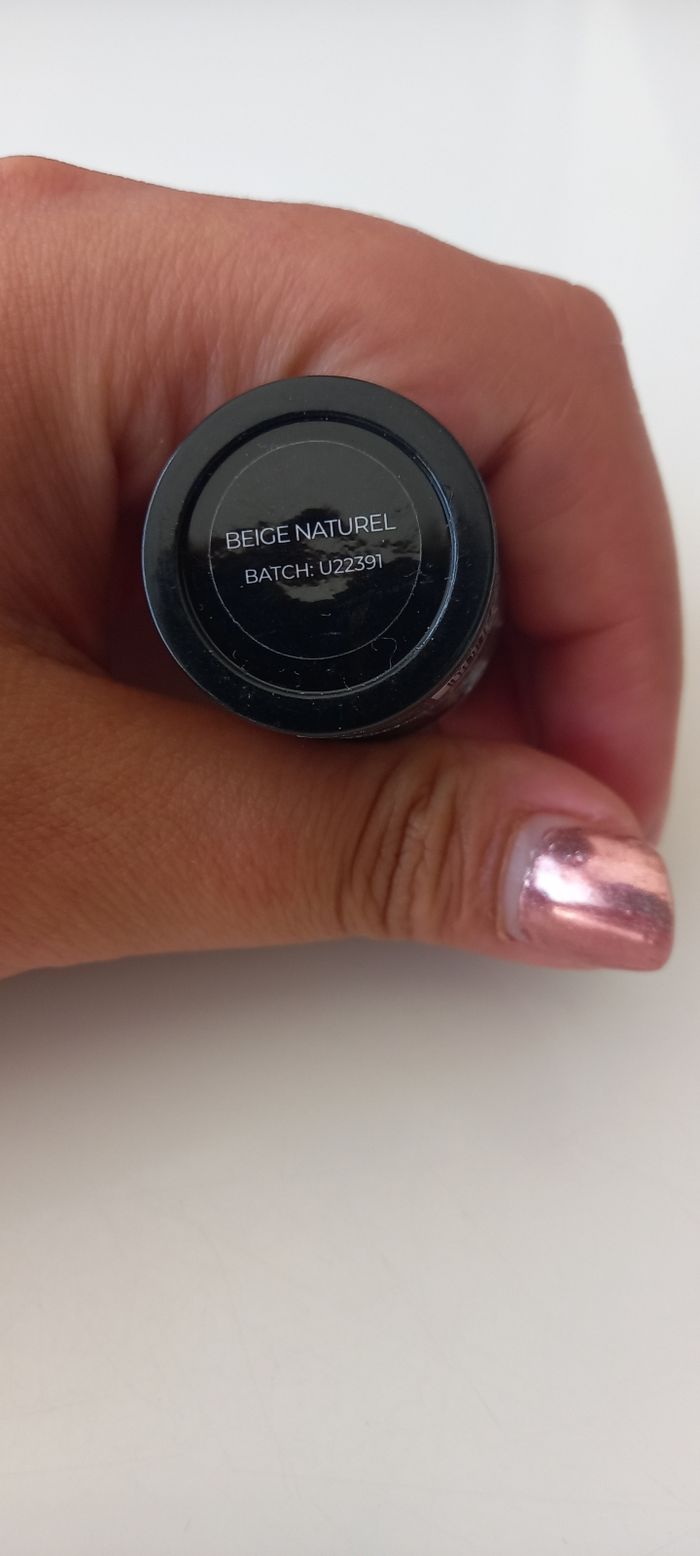 BEIGE NATUREL
BATCH: U22391